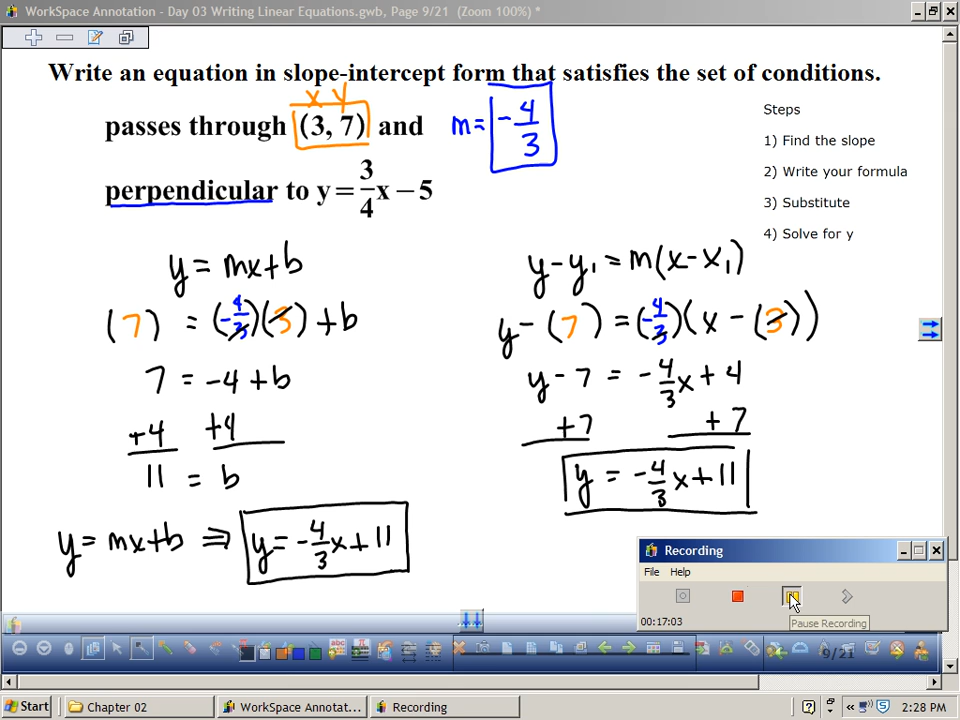 WorkSpace Annotation - Day 03 Writing Linear Equations.gwb, Page 9/21 (Zoom 100%) *
Write an equation in slope-intercept form that satisfies the set of conditions.
x y
passes through (3, 7) and
m = -4/3
perpendicular to y = 3/4 x - 5
Steps
1) Find the slope
2) Write your formula
3) Substitute
4) Solve for y
y = mx + b
(7) = (-4/3)(3) + b
7 = -4 + b
+4 +4
11 = b
y = mx + b ⇒ y = -4/3 x + 11
y - y₁ = m(x - x₁)
y - (7) = (-4/3)(x - (3))
y - 7 = -4/3 x + 4
+7 +7
y = -4/3 x + 11
Recording
File Help
00:17:03
Pause Recording
9/21
Start
Chapter 02
WorkSpace Annotat...
Recording
2:28 PM